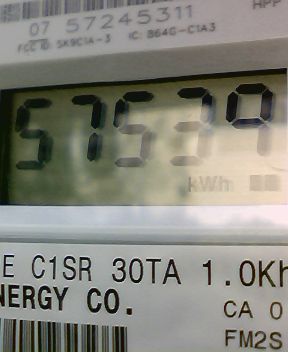 HPP
07 57245311
FCC ID: SK9C1A-3 IC: 864G-C1A3
57539
kWh
E C1SR 30TA 1.0Kh
NERGY CO.
CA 0
FM2S